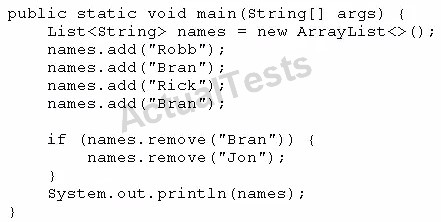 public static void main(String[] args) {
    List<String> names = new ArrayList<>();
    names.add("Robb");
    names.add("Bran");
    names.add("Rick");
    names.add("Bran");

    if (names.remove("Bran")) {
        names.remove("Jon");
    }
    System.out.println(names);
}
ActualTests